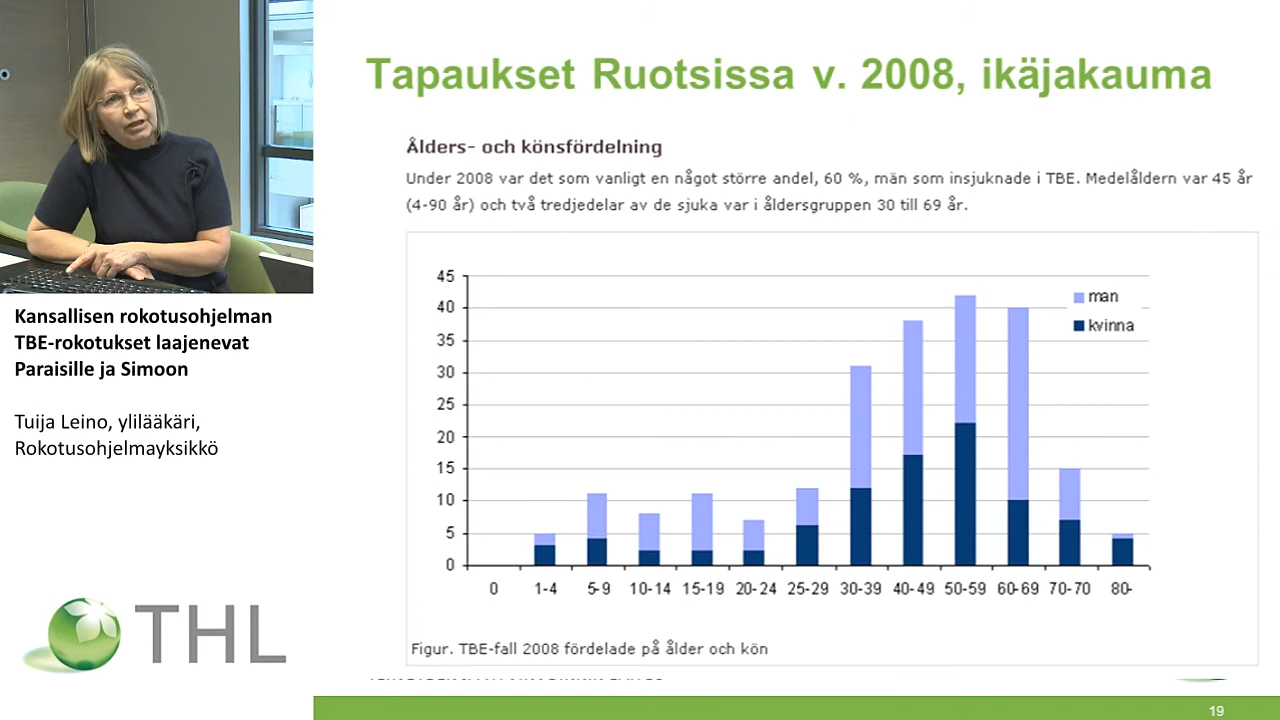 Tapaukset Ruotsissa v. 2008, ikäjakauma
Ålders- och könsfördelning
Under 2008 var det som vanligt en något större andel, 60 %, män som insjuknade i TBE. Medelåldern var 45 år
(4-90 år) och två tredjedelar av de sjuka var i åldersgruppen 30 till 69 år.
45
40
35
30
25
20
15
10
5
0
man
kvinna
0 1-4 5-9 10-14 15-19 20-24 25-29 30-39 40-49 50-59 60-69 70-70 80-
Figur. TBE-fall 2008 fördelade på ålder och kön
Kansallisen rokotusohjelman
TBE-rokotukset laajenevat
Paraisille ja Simoon
Tuija Leino, ylilääkäri,
Rokotusohjelmayksikkö
THL
19